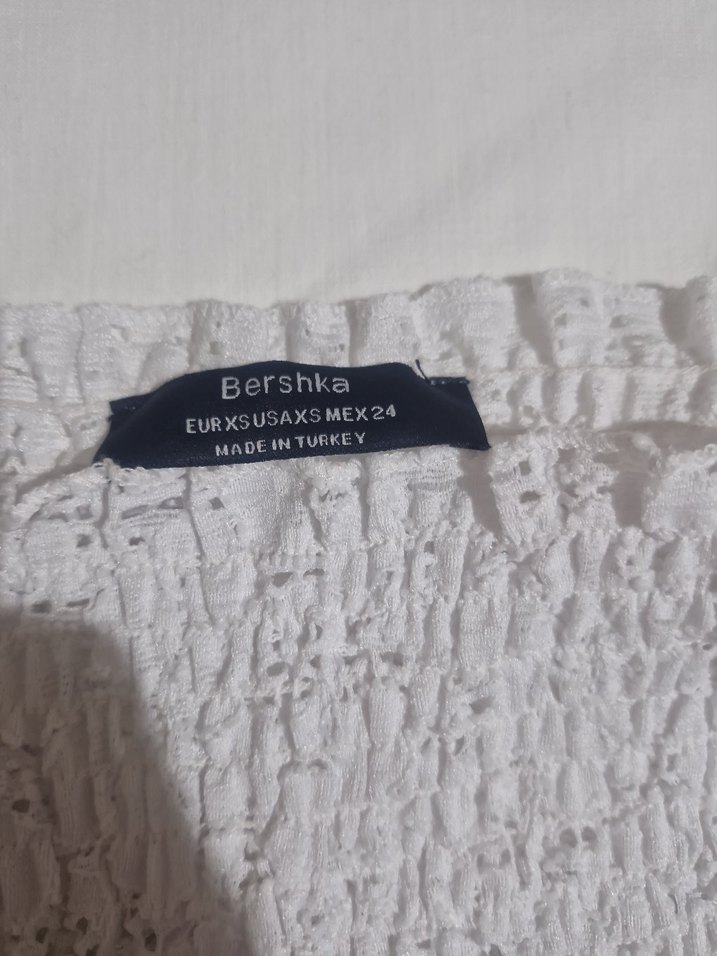 Bershka
EUR XS USA XS MEX 24
MADE IN TURKEY